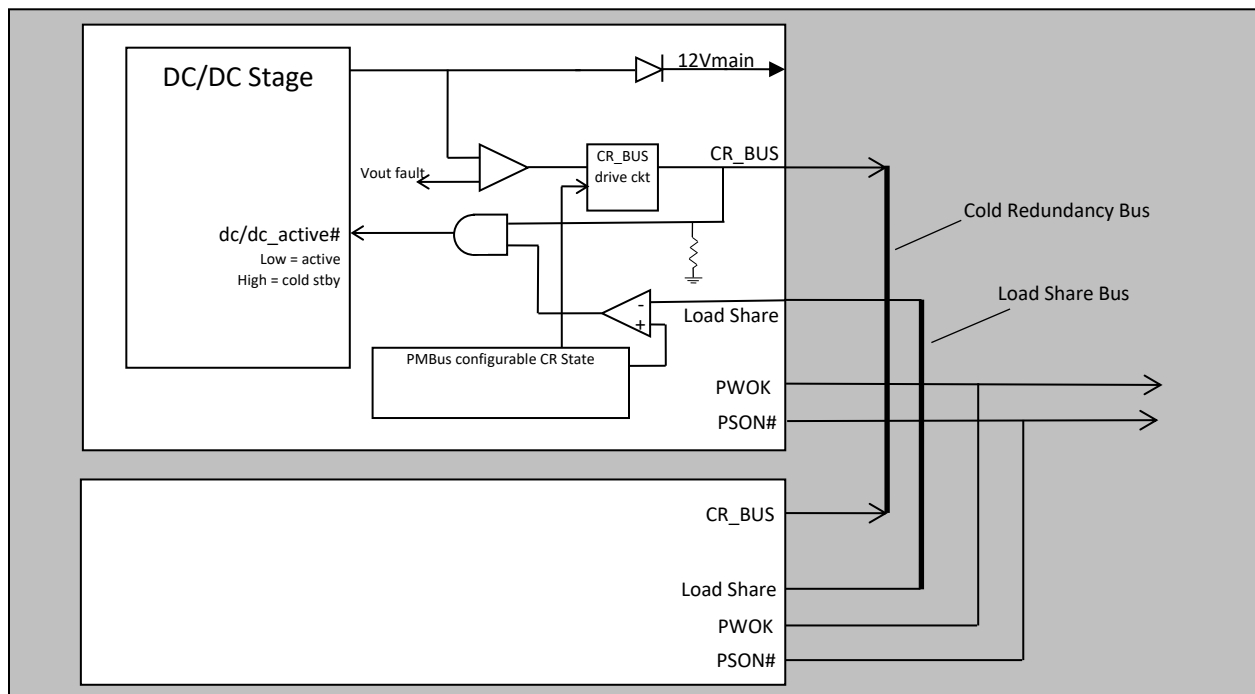 DC/DC Stage
12Vmain
CR_BUS
drive ckt
CR_BUS
Vout fault
Cold Redundancy Bus
dc/dc_active#
Low = active
High = cold stby
Load Share Bus
-
+
Load Share
PMBus configurable CR State
PWOK
PSON#
CR_BUS
Load Share
PWOK
PSON#